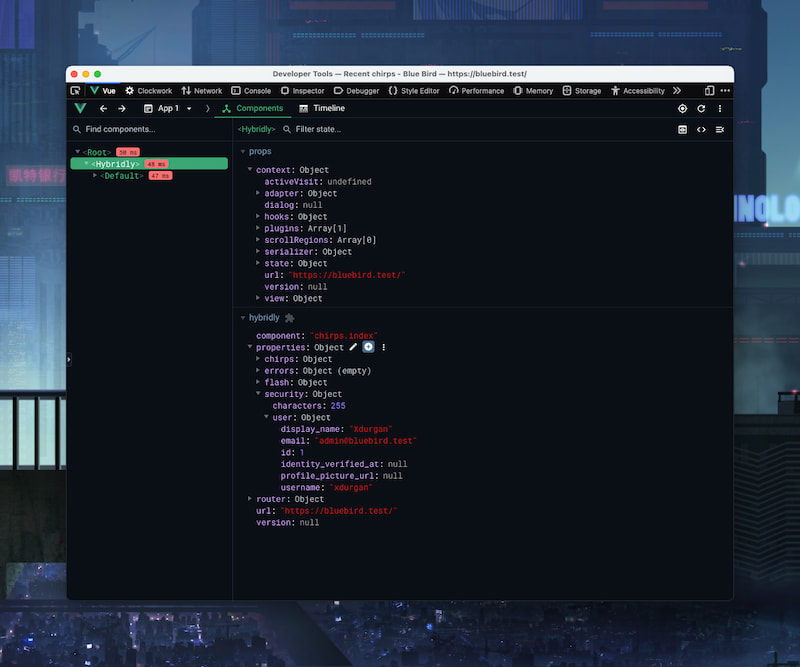 Developer Tools — Recent chirps - Blue Bird — https://bluebird.test/
Vue Clockwork Network Console Inspector Debugger Style Editor Performance Memory Storage Accessibility
App 1 Components Timeline
Find components...
<Hybridly> Filter state...
<Root> 50 ms
<Hybridly> 48 ms
<Default> 47 ms
props
context: Object
activeVisit: undefined
adapter: Object
dialog: null
hooks: Object
plugins: Array[1]
scrollRegions: Array[0]
serializer: Object
state: Object
url: "https://bluebird.test/"
version: null
view: Object
hybridly
component: "chirps.index"
properties: Object
chirps: Object
errors: Object (empty)
flash: Object
security: Object
characters: 255
user: Object
display_name: "Xdurgan"
email: "admin@bluebird.test"
id: 1
identity_verified_at: null
profile_picture_url: null
username: "xdurgan"
router: Object
url: "https://bluebird.test/"
version: null
凱特銀行